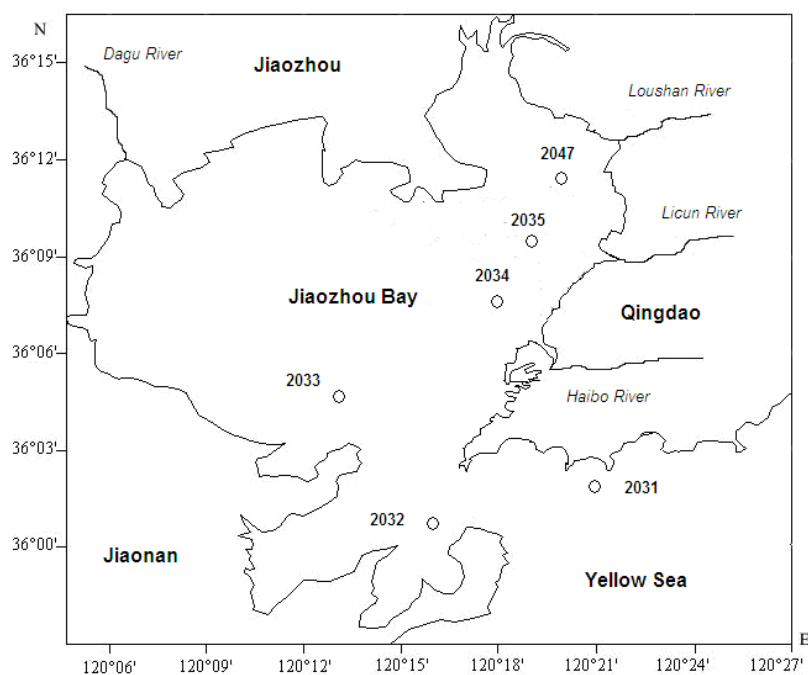 N
36°15'
Dagu River
Jiaozhou
Loushan River
36°12'
2047
Licun River
2035
36°09'
2034
Jiaozhou Bay
Qingdao
36°06'
2033
Haibo River
36°03'
2031
2032
36°00'
Jiaonan
Yellow Sea
E
120°06'
120°09'
120°12'
120°15'
120°18'
120°21'
120°24'
120°27'